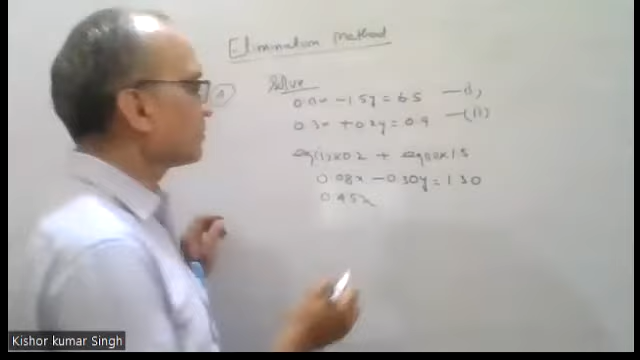 Elimination Method
Solve
0.4x - 1.5y = 6.5 - (I)
0.3x + 0.2y = 0.9 - (II)
eq(I)×0.2 + eq(II)×1.5
0.08x - 0.30y = 1.30
0.45x
Kishor kumar Singh